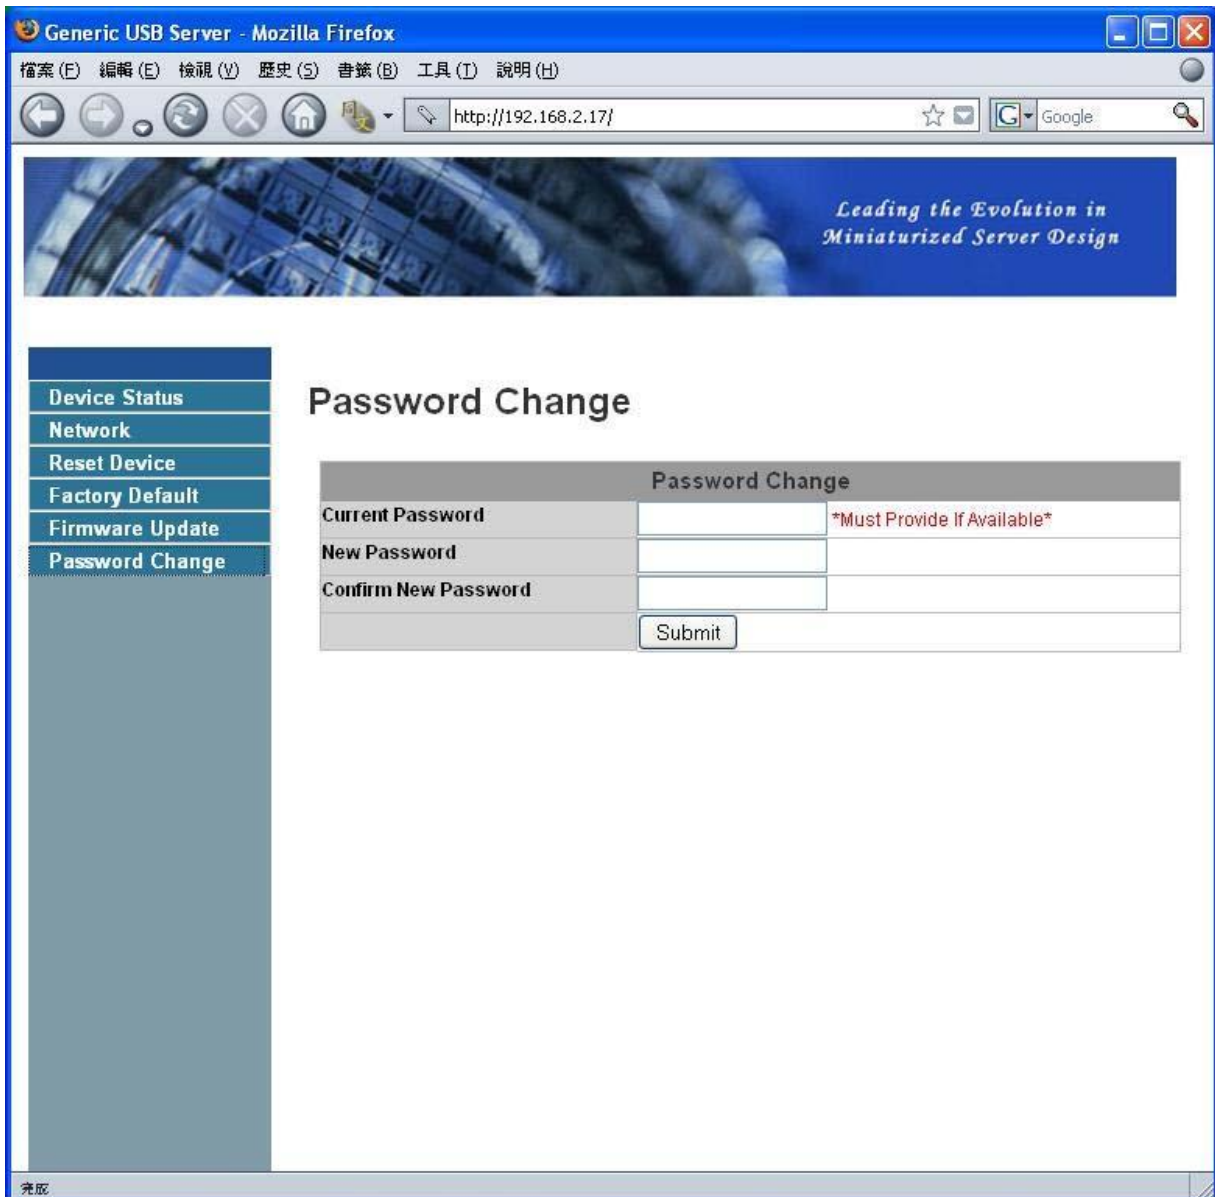 Generic USB Server - Mozilla Firefox
檔案(F) 編輯(E) 檢視(V) 歷史(S) 書籤(B) 工具(T) 說明(H)
http://192.168.2.17/
G Google
Leading the Evolution in
Miniaturized Server Design
Device Status
Network
Reset Device
Factory Default
Firmware Update
Password Change
Password Change
Password Change
Current Password *Must Provide If Available*
New Password
Confirm New Password
Submit
完成